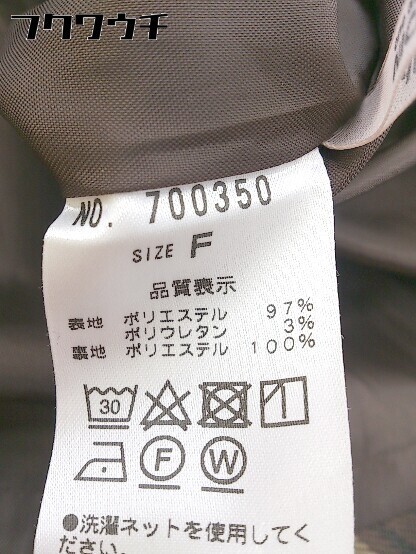 フクワウチ
NO. 700350
SIZE F
品質表示
表地 ポリエステル 97%
ポリウレタン 3%
裏地 ポリエステル 100%
30
F W
●洗濯ネットを使用してく
ださい。